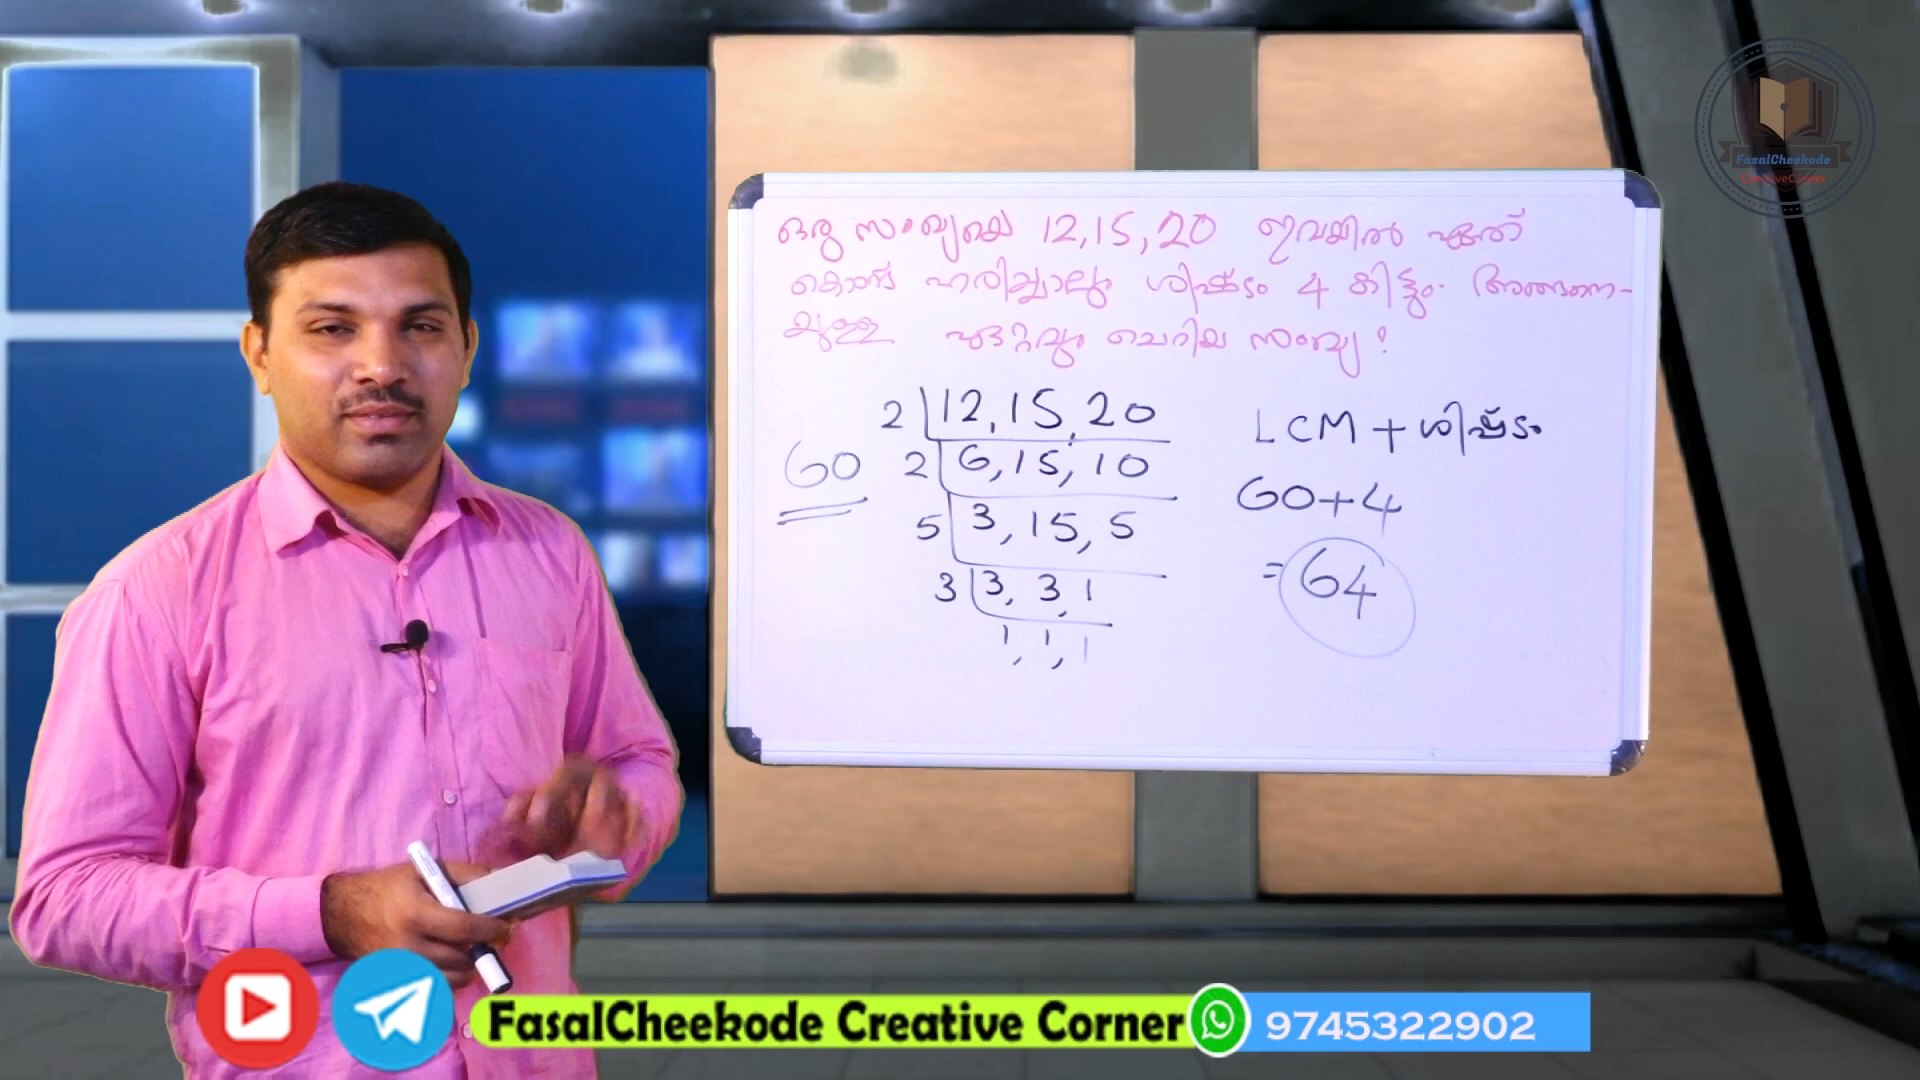 ഒരു സംഖ്യയെ 12,15,20 ഇവയിൽ ഏത്
കൊണ്ട് ഹരിച്ചാലും ശിഷ്ടം 4 കിട്ടും. അങ്ങനെ-
യുള്ള ഏറ്റവും ചെറിയ സംഖ്യ?
2 12,15,20
60 2 6,15,10
5 3,15,5
3 3,3,1
1,1,1
LCM + ശിഷ്ടം
60+4
=64
FasalCheekode
CreativeCorner
FasalCheekode Creative Corner 9745322902